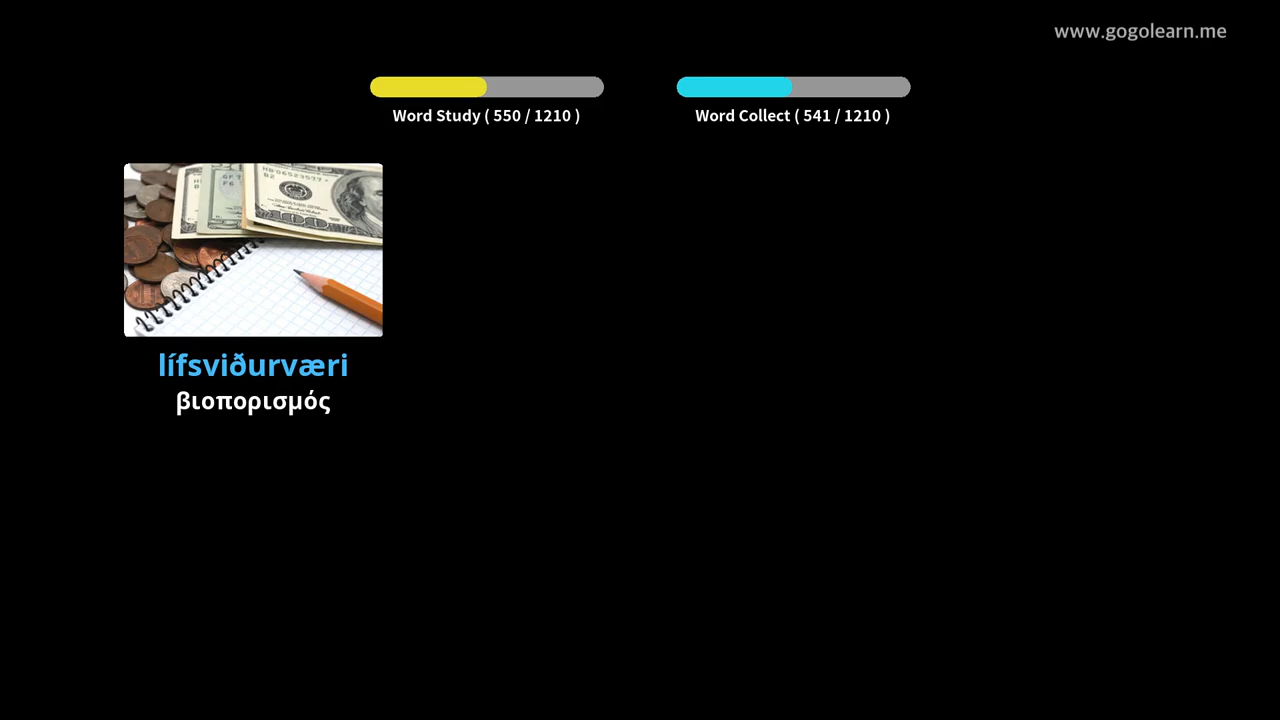 www.gogolearn.me
Word Study ( 550 / 1210 )
Word Collect ( 541 / 1210 )
lífsviðurværi
βιοπορισμός